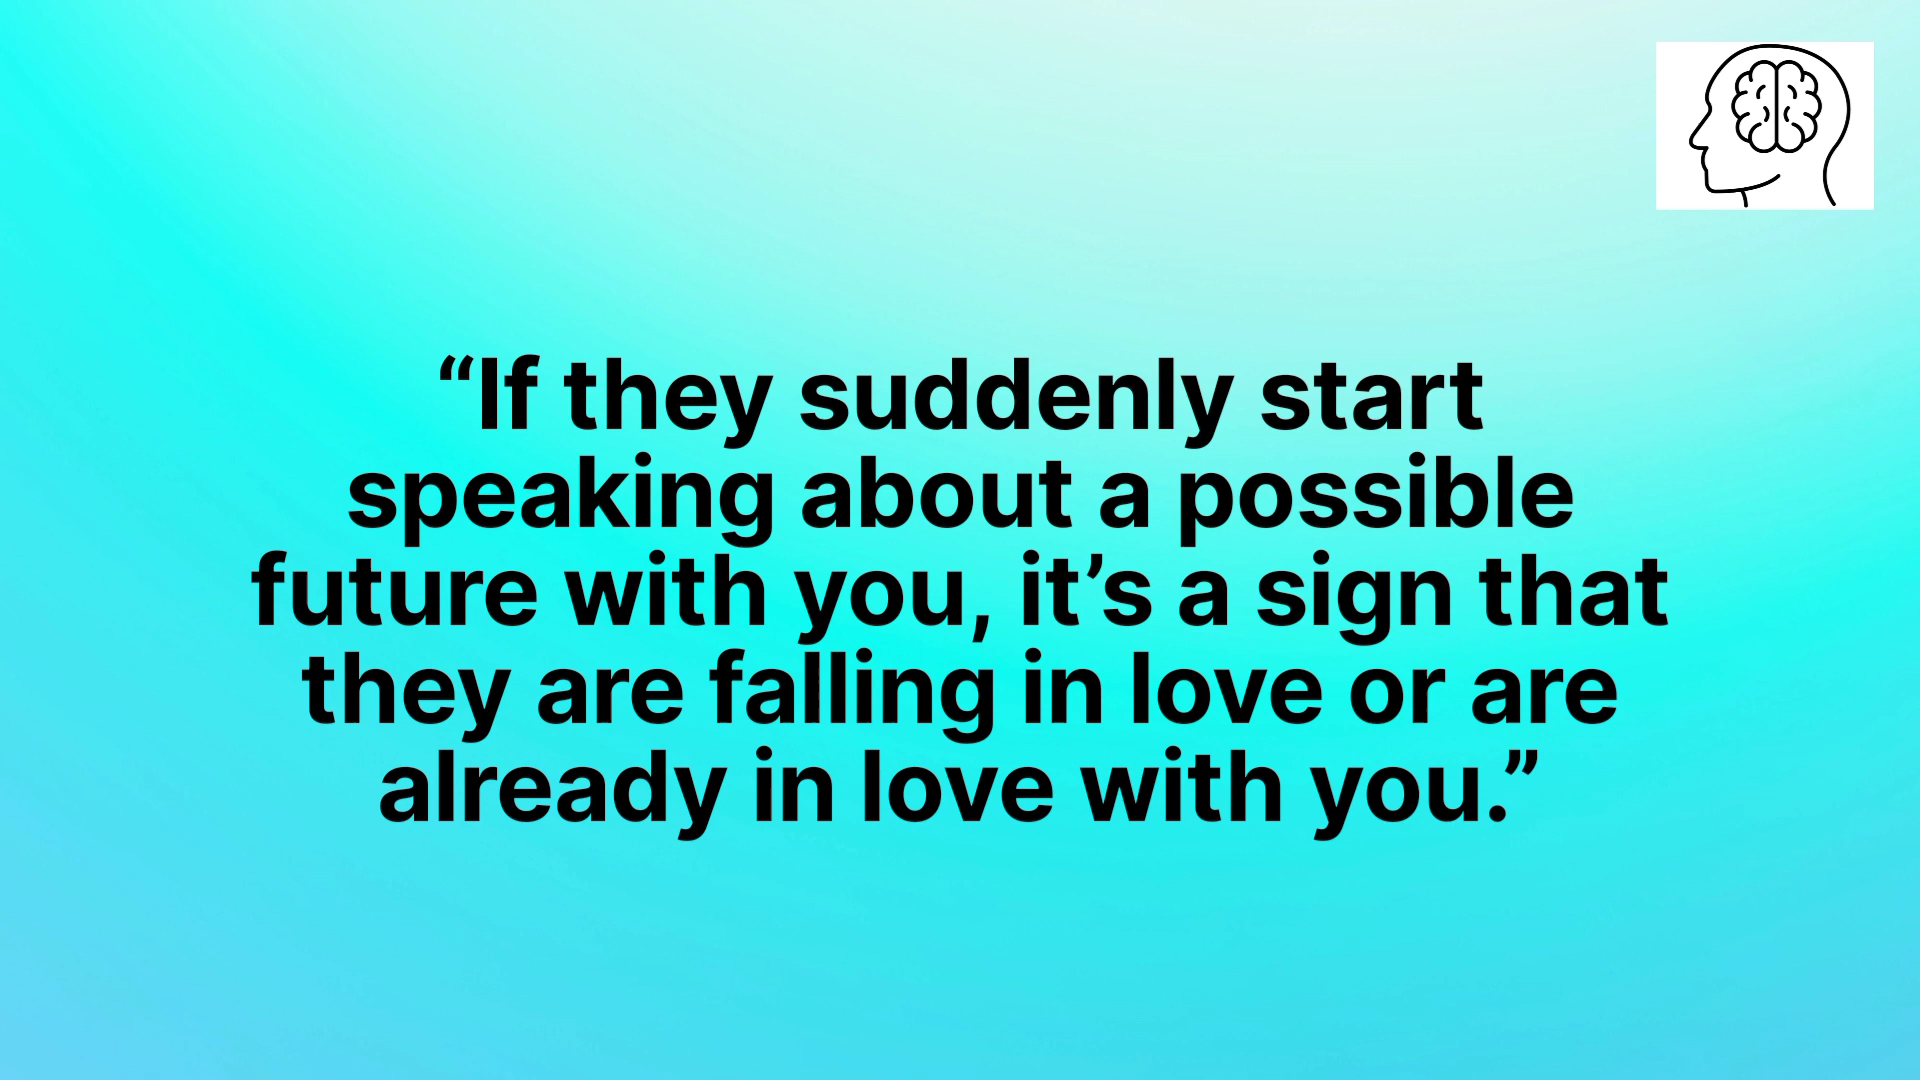 “If they suddenly start
speaking about a possible
future with you, it’s a sign that
they are falling in love or are
already in love with you.”